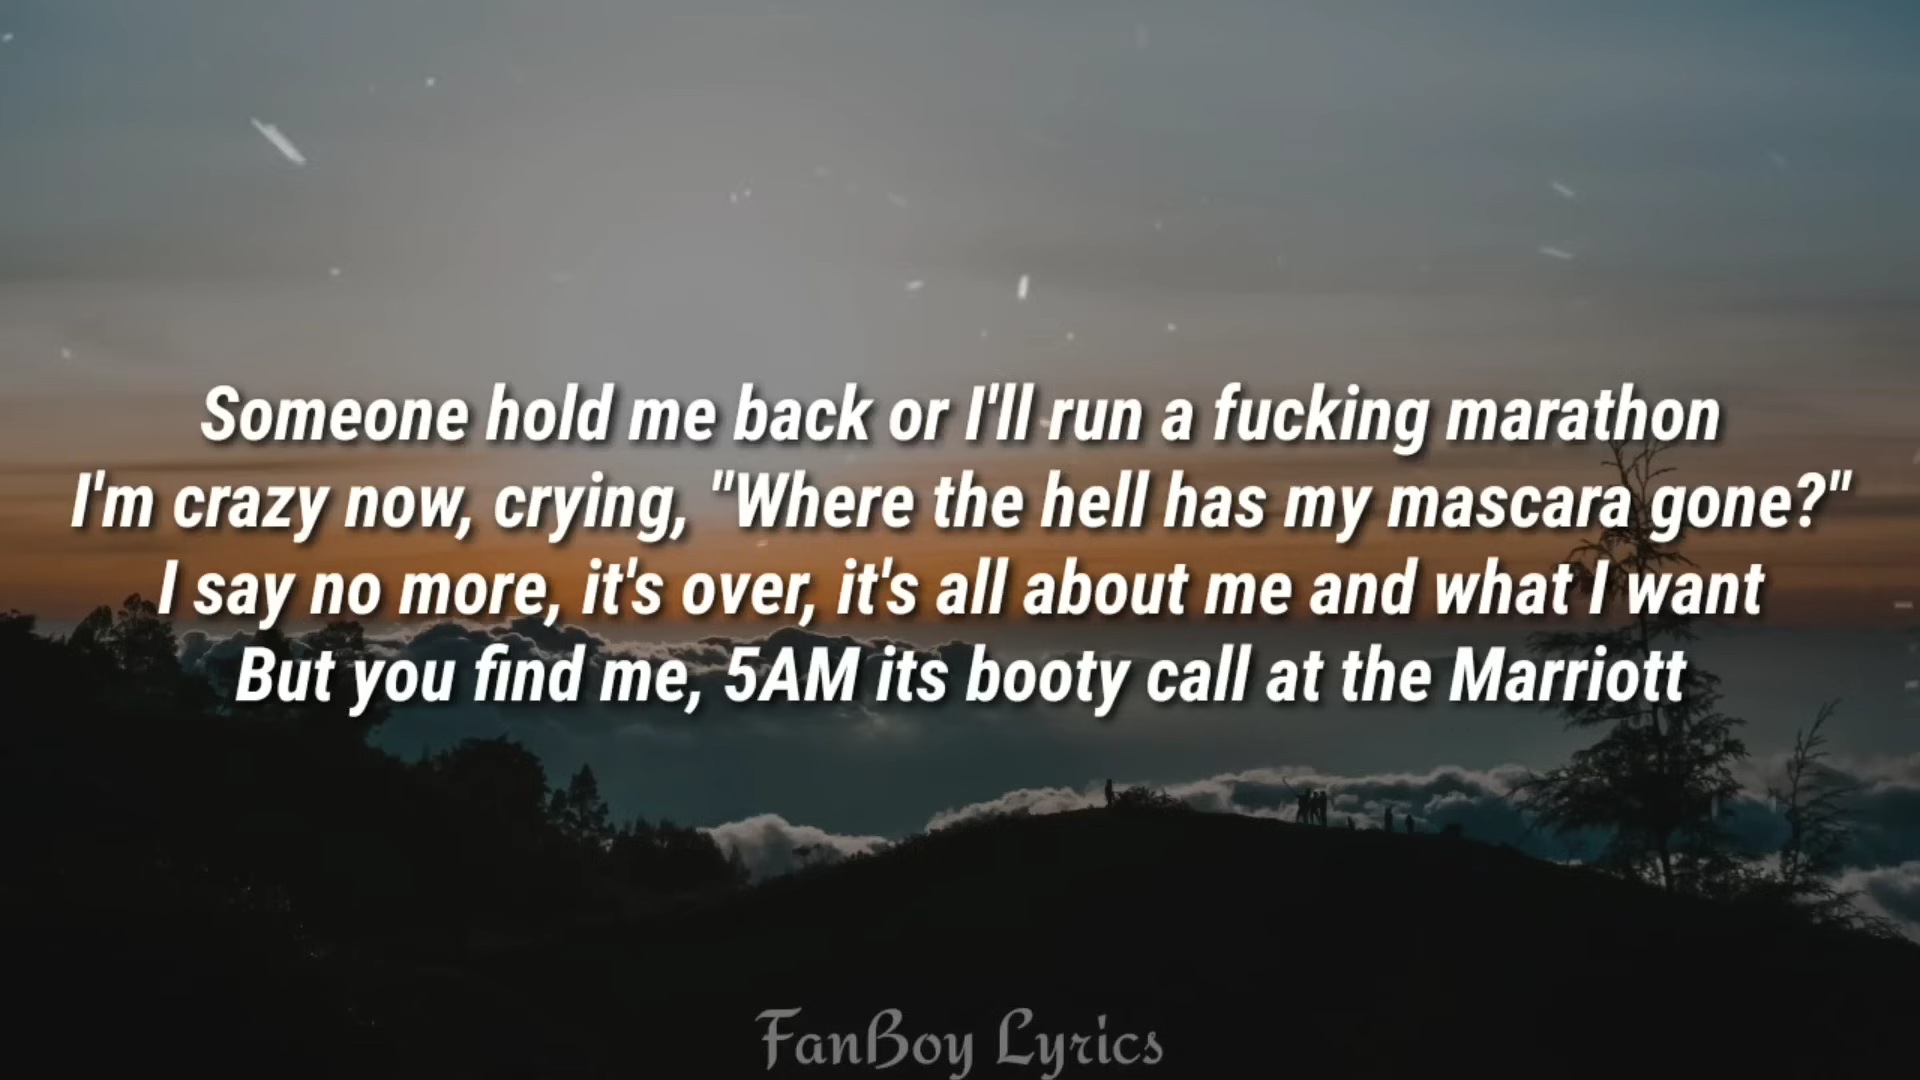 Someone hold me back or I'll run a fucking marathon
I'm crazy now, crying, "Where the hell has my mascara gone?"
I say no more, it's over, it's all about me and what I want
But you find me, 5AM its booty call at the Marriott
FanBoy Lyrics